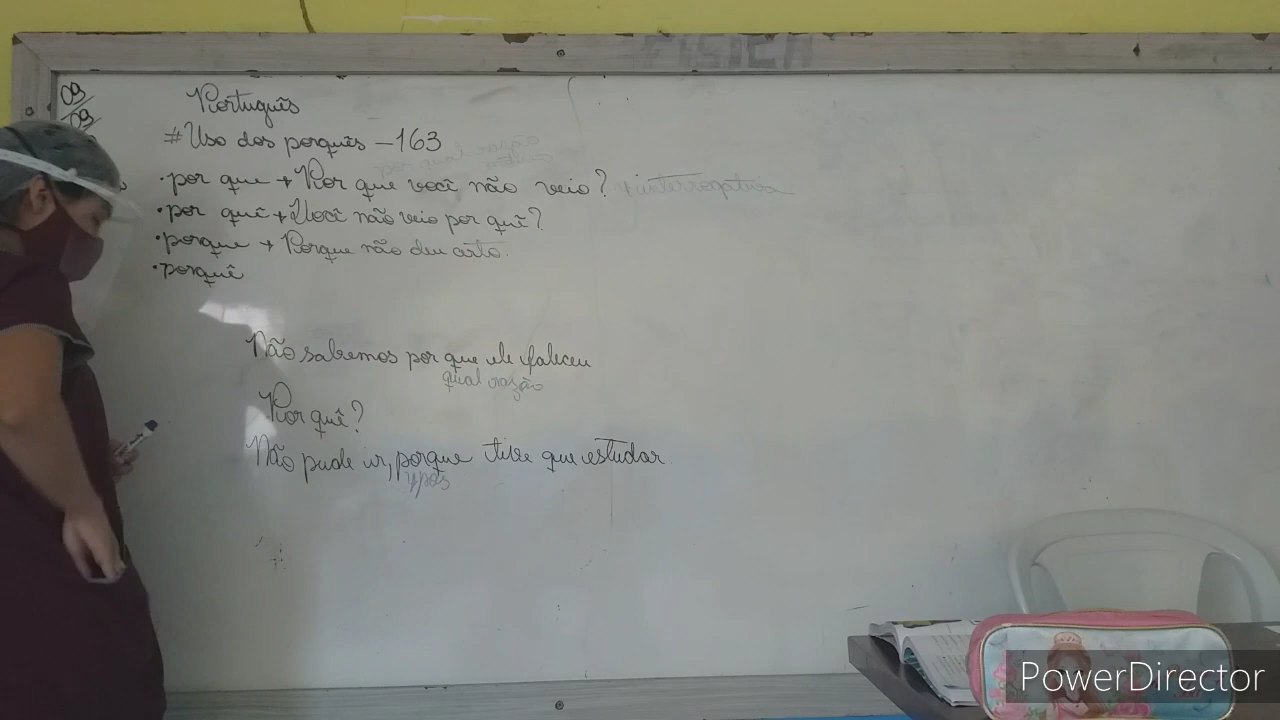 FISICA
09/09
Português
# Uso dos porquês - 163
• por que → Por que você não veio? → interrogativa
• por quê → Você não veio por quê?
• porque → Porque não deu certo.
• porquê
Não sabemos por que ele faleceu
qual razão
Por quê?
Não pude ir, porque tive que estudar
pois
PowerDirector